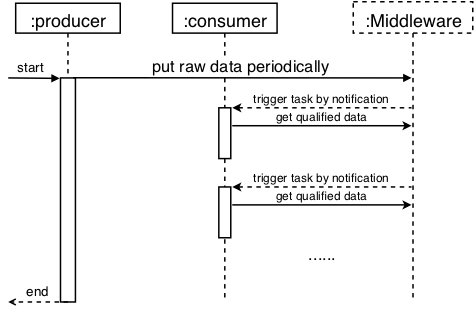 :producer
:consumer
:Middleware
start
put raw data periodically
trigger task by notification
get qualified data
trigger task by notification
get qualified data
......
end